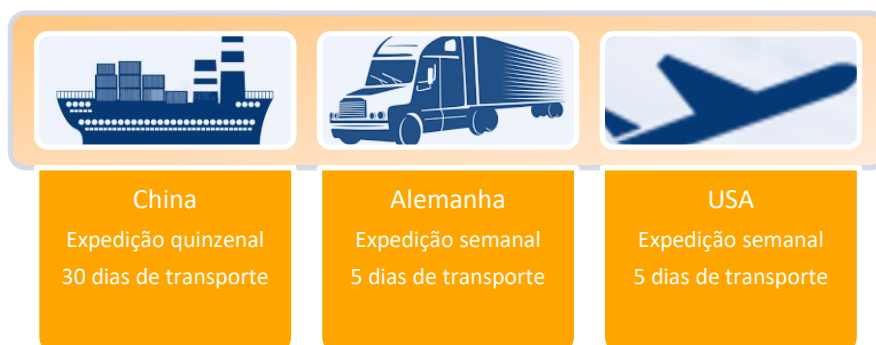 China
Expedição quinzenal
30 dias de transporte
Alemanha
Expedição semanal
5 dias de transporte
USA
Expedição semanal
5 dias de transporte